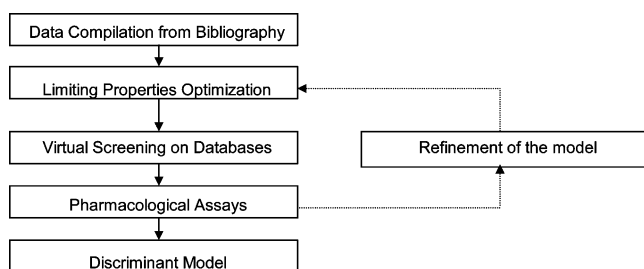 Data Compilation from Bibliography
Limiting Properties Optimization
Virtual Screening on Databases
Refinement of the model
Pharmacological Assays
Discriminant Model